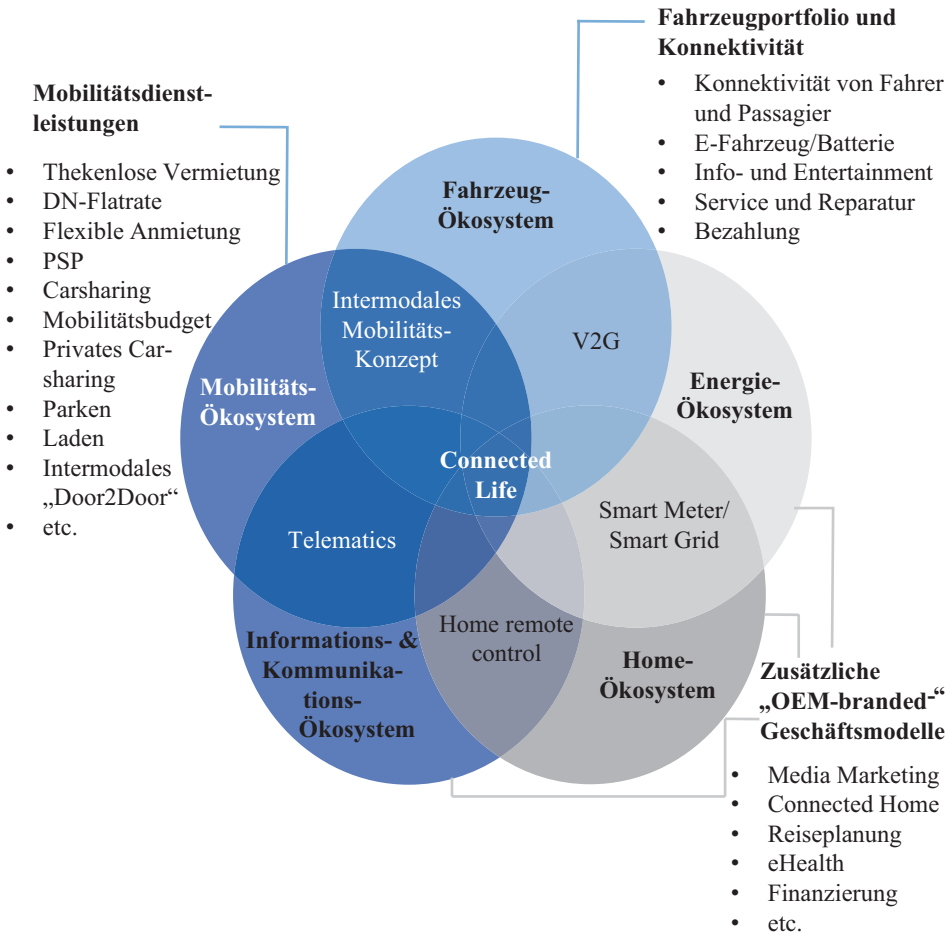 Fahrzeugportfolio und
Konnektivität
• Konnektivität von Fahrer
und Passagier
• E-Fahrzeug/Batterie
• Info- und Entertainment
• Service und Reparatur
• Bezahlung
Mobilitätsdienst-
leistungen
• Thekenlose Vermietung
• DN-Flatrate
• Flexible Anmietung
• PSP
• Carsharing
• Mobilitätsbudget
• Privates Car-
sharing
• Parken
• Laden
• Intermodales
„Door2Door“
• etc.
Fahrzeug-
Ökosystem
Intermodales
Mobilitäts-
Konzept
V2G
Mobilitäts-
Ökosystem
Energie-
Ökosystem
Connected
Life
Telematics
Smart Meter/
Smart Grid
Informations- &
Kommunika-
tions-
Ökosystem
Home remote
control
Home-
Ökosystem
Zusätzliche
„OEM-branded-“
Geschäftsmodelle
• Media Marketing
• Connected Home
• Reiseplanung
• eHealth
• Finanzierung
• etc.